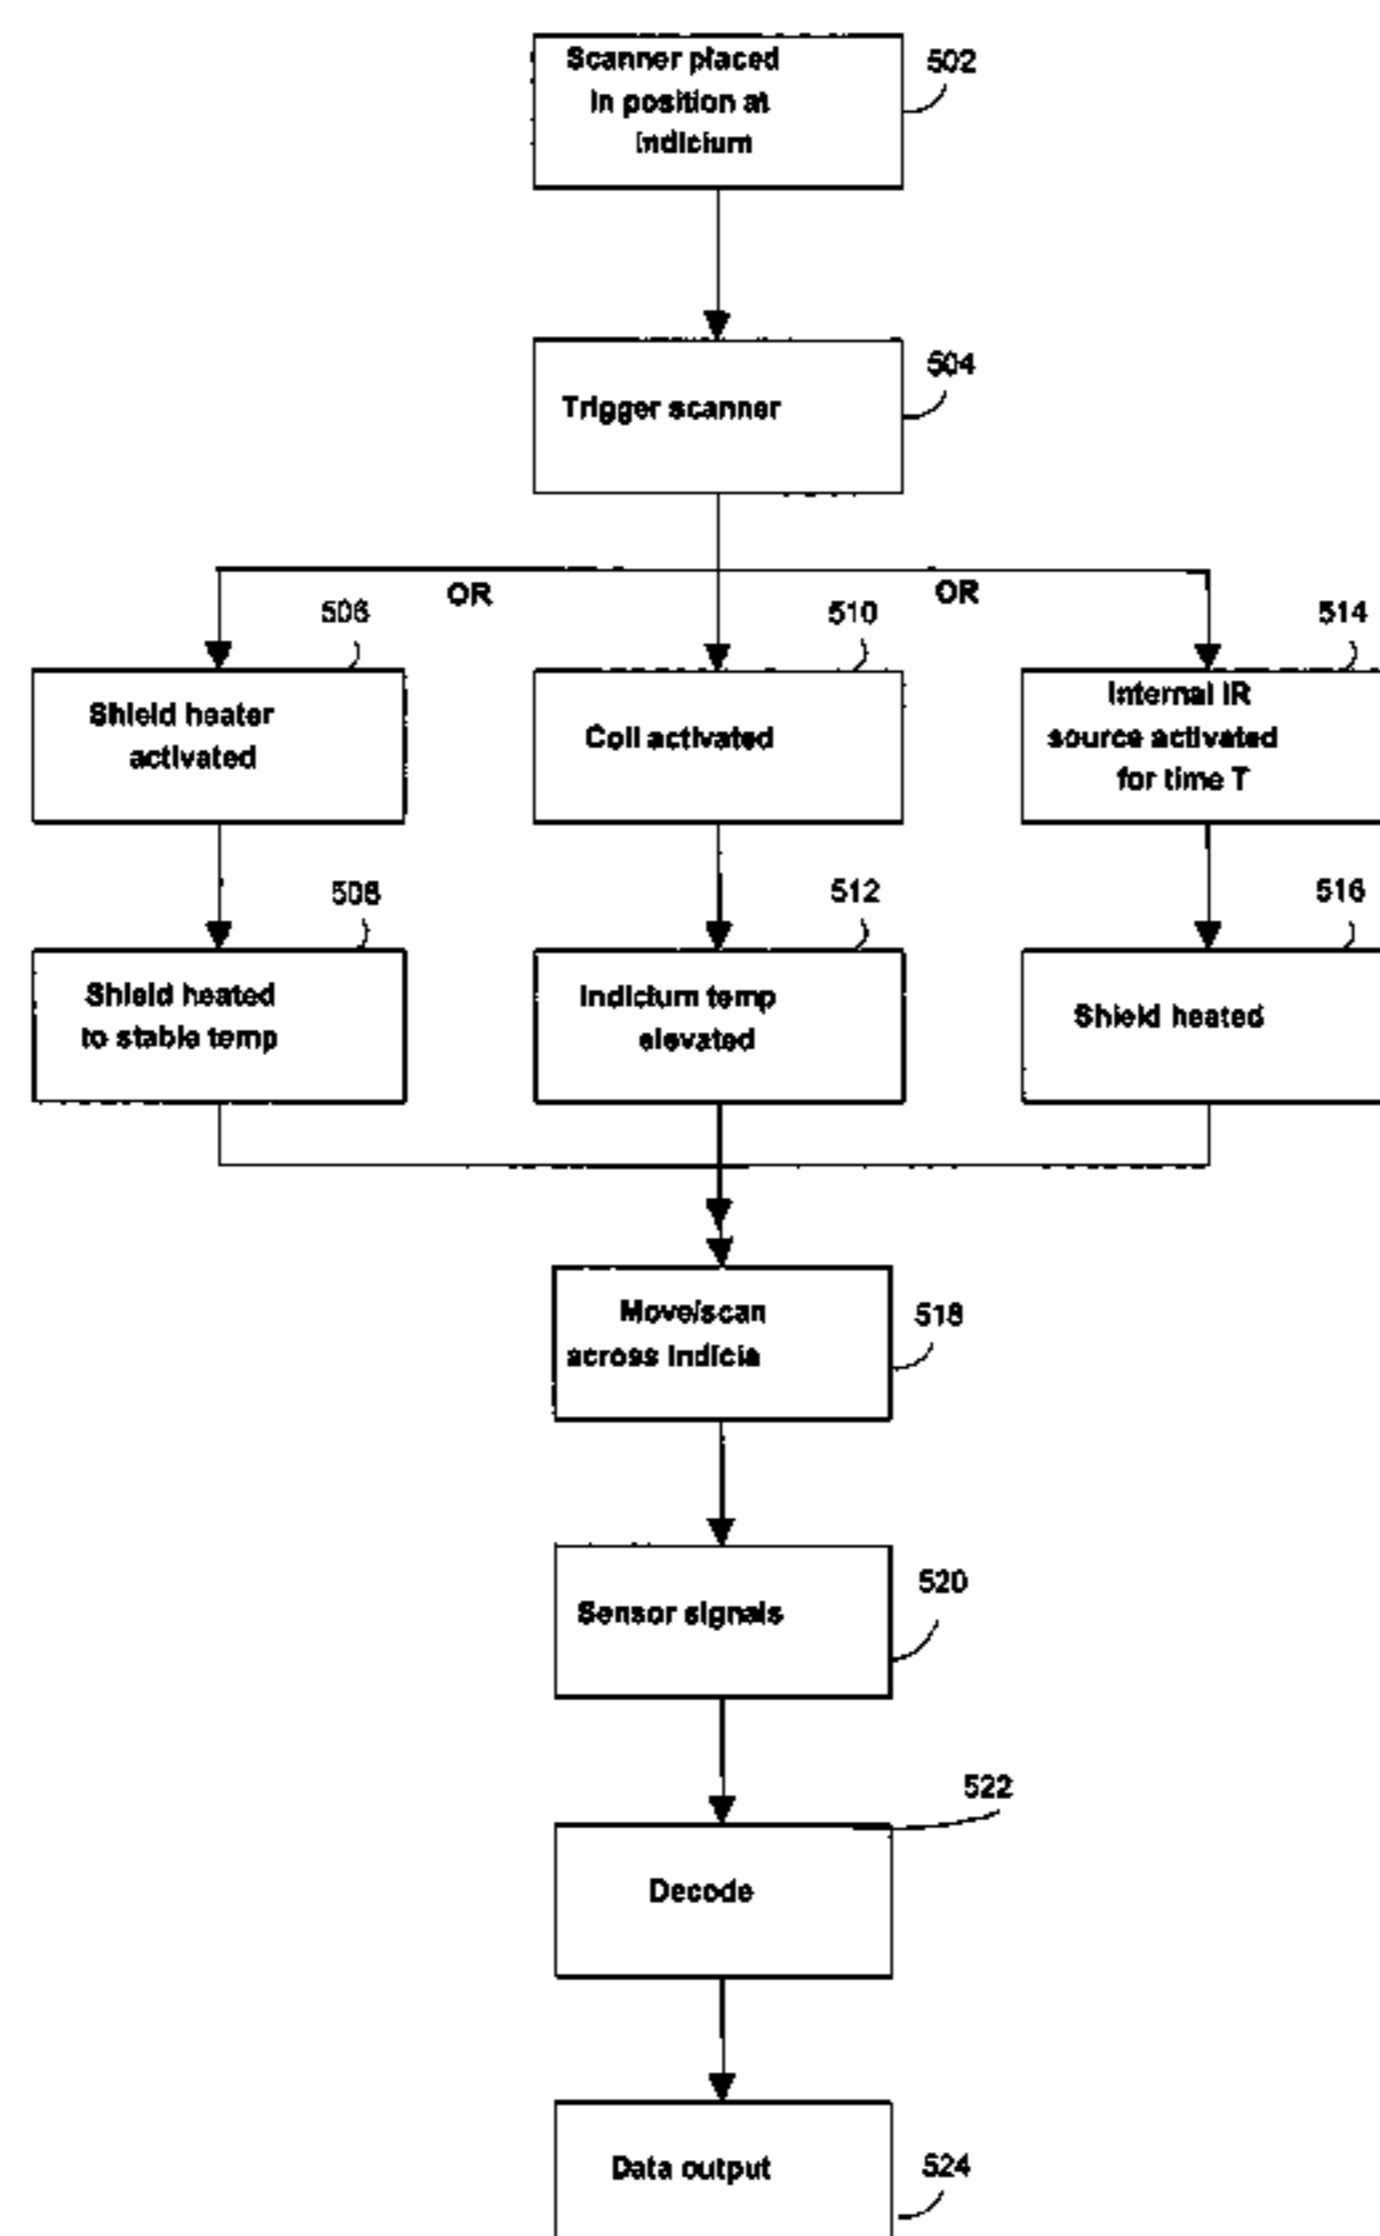 Scanner placed
in position at
indicium
502
Trigger scanner
504
OR
OR
506
510
514
Shield heater
activated
Coil activated
Internal IR
source activated
for time T
508
512
516
Shield heated
to stable temp
Indicium temp
elevated
Shield heated
Move/scan
across indicia
518
Sensor signals
520
522
Decode
Data output
524